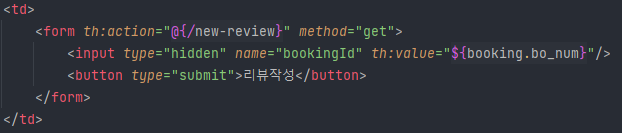 <td>
<form th:action="@{/new-review}" method="get">
<input type="hidden" name="bookingId" th:value="${booking.bo_num}"/>
<button type="submit">리뷰작성</button>
</form>
</td>